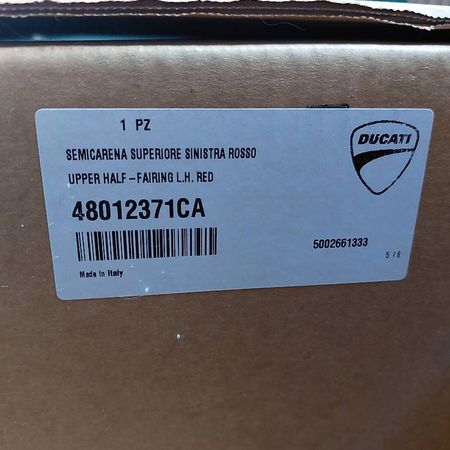 1 PZ
DUCATI
SEMICARENA SUPERIORE SINISTRA ROSSO
UPPER HALF-FAIRING L.H. RED
48012371CA
5002661333
5 / 6
Made in Italy